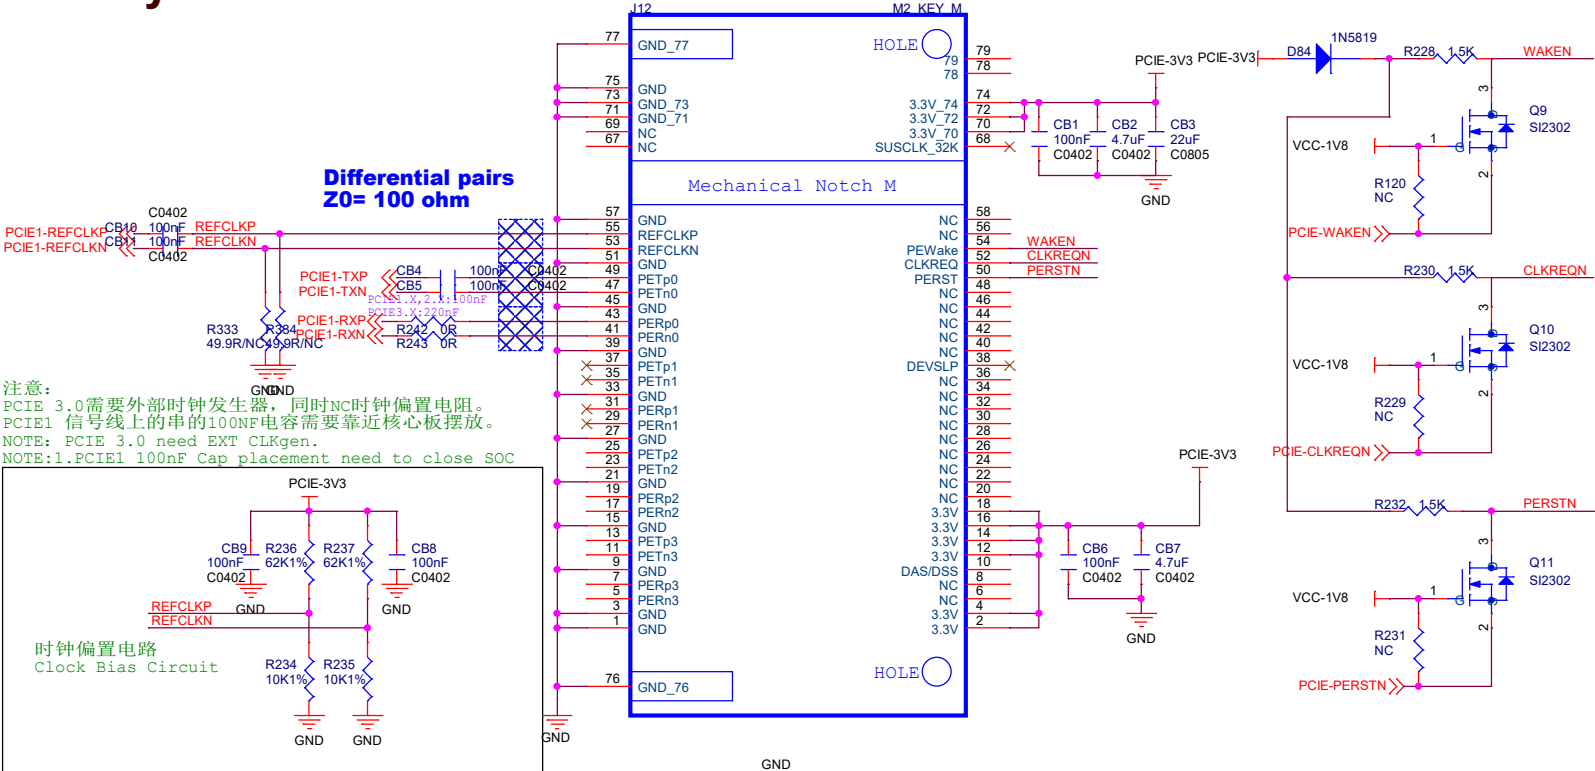 J12
M2_KEY_M
77
GND_77
HOLE
79
79
78
78
75
GND
73
GND_73
71
GND_71
69
NC
67
NC
74
3.3V_74
72
3.3V_72
70
3.3V_70
68
SUSCLK_32K
PCIE-3V3
CB1
100nF
C0402
CB2
4.7uF
C0402
CB3
22uF
C0805
GND
Mechanical Notch M
Differential pairs
Z0= 100 ohm
C0402
PCIE1-REFCLKP
CB10
100nF
REFCLKP
PCIE1-REFCLKN
CB11
100nF
REFCLKN
C0402
PCIE1-TXP
CB4
100nF
C0402
PCIE1-TXN
CB5
100nF
C0402
PCIE1.X,2.X:100nF
PCIE3.X:220nF
PCIE1-RXP
R242
0R
PCIE1-RXN
R243
0R
R333
49.9R/NC
R334
49.9R/NC
GND
GND
57
GND
55
REFCLKP
53
REFCLKN
51
GND
49
PETp0
47
PETn0
45
GND
43
PERp0
41
PERn0
39
GND
37
PETp1
35
PETn1
33
GND
31
PERp1
29
PERn1
27
GND
25
PETp2
23
PETn2
21
GND
19
PERp2
17
PERn2
15
GND
13
PETp3
11
PETn3
9
GND
7
PERp3
5
PERn3
3
GND
1
GND
76
GND_76
HOLE
GND
58
NC
56
NC
54
PEWake
WAKEN
52
CLKREQ
CLKREQN
50
PERST
PERSTN
48
NC
46
NC
44
NC
42
NC
40
NC
38
DEVSLP
36
NC
34
NC
32
NC
30
NC
28
NC
26
NC
24
NC
22
NC
20
NC
18
3.3V
16
3.3V
14
3.3V
12
3.3V
10
DAS/DSS
8
NC
6
NC
4
3.3V
2
3.3V
PCIE-3V3
CB6
100nF
C0402
CB7
4.7uF
C0402
GND
注意：
PCIE 3.0需要外部时钟发生器，同时NC时钟偏置电阻。
PCIE1 信号线上的串的100NF电容需要靠近核心板摆放。
NOTE: PCIE 3.0 need EXT CLKgen.
NOTE:1.PCIE1 100nF Cap placement need to close SOC
PCIE-3V3
CB9
100nF
C0402
R236
62K1%
R237
62K1%
CB8
100nF
C0402
GND
GND
REFCLKP
REFCLKN
时钟偏置电路
Clock Bias Circuit
R234
10K1%
R235
10K1%
GND
GND
GND
PCIE-3V3
D84
1N5819
R228
1.5K
WAKEN
3
D
Q9
SI2302
VCC-1V8
1
G
S
2
R120
NC
PCIE-WAKEN
R230
1.5K
CLKREQN
3
D
Q10
SI2302
VCC-1V8
1
G
S
2
R229
NC
PCIE-CLKREQN
R232
1.5K
PERSTN
3
D
Q11
SI2302
VCC-1V8
1
G
S
2
R231
NC
PCIE-PERSTN